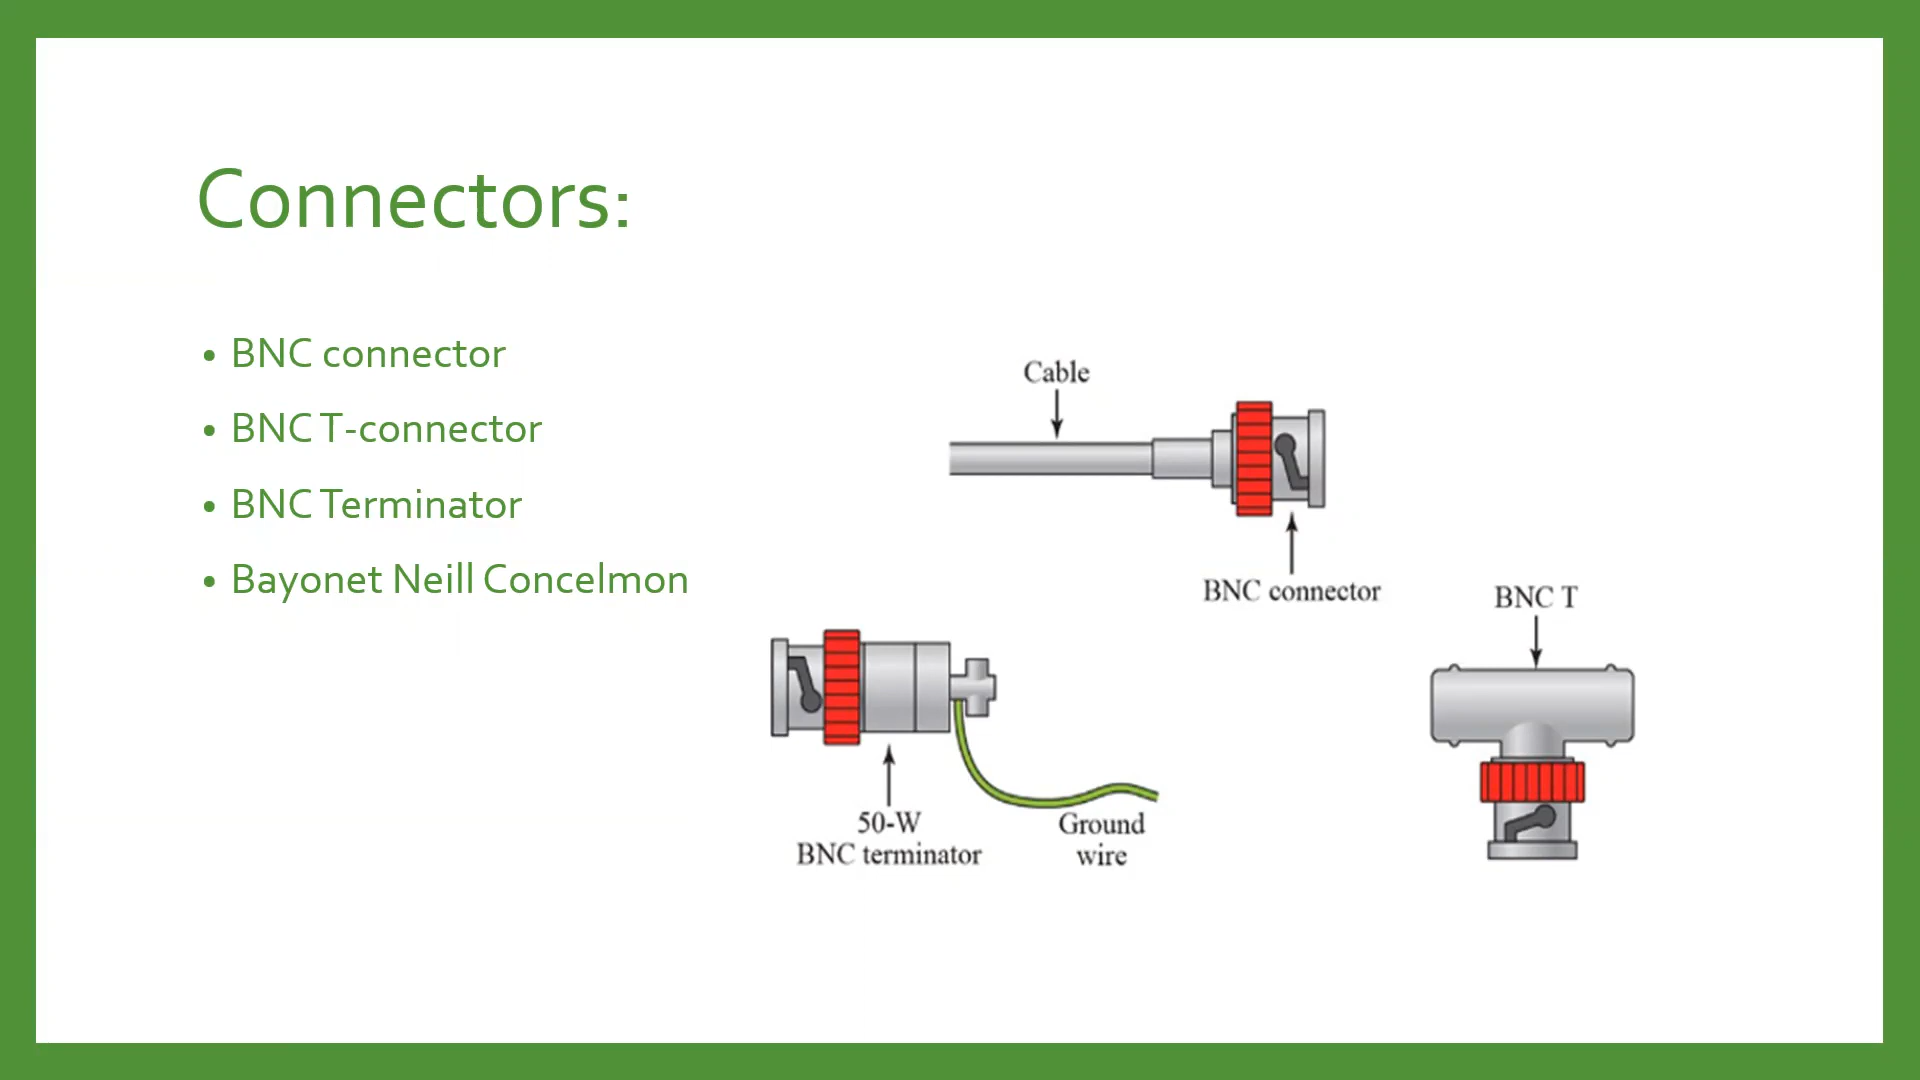 Connectors:
• BNC connector
• BNC T-connector
• BNC Terminator
• Bayonet Neill Concelmon
Cable
BNC connector
BNC T
50-W
BNC terminator
Ground
wire